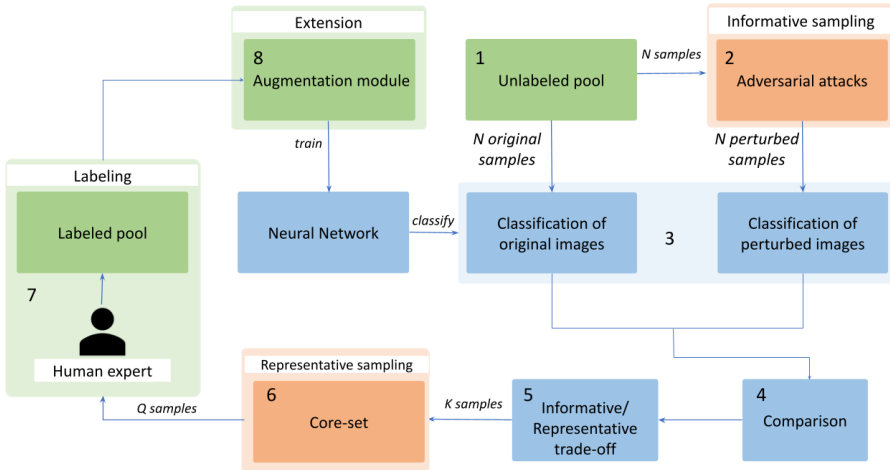 Extension
8
Augmentation module
1
Unlabeled pool
N samples
Informative sampling
2
Adversarial attacks
train
N original
samples
N perturbed
samples
Labeling
Labeled pool
7
Human expert
Neural Network
classify
Classification of
original images
3
Classification of
perturbed images
Representative sampling
6
Core-set
Q samples
K samples
5
Informative/
Representative
trade-off
4
Comparison